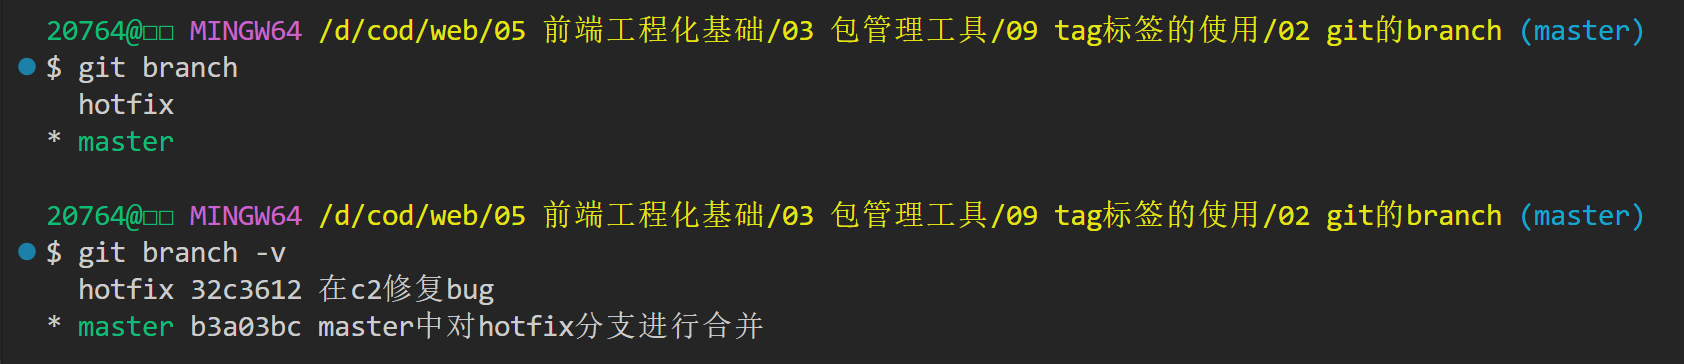 20764@□□ MINGW64 /d/cod/web/05 前端工程化基础/03 包管理工具/09 tag标签的使用/02 git的branch (master)
$ git branch
  hotfix
* master
20764@□□ MINGW64 /d/cod/web/05 前端工程化基础/03 包管理工具/09 tag标签的使用/02 git的branch (master)
$ git branch -v
  hotfix 32c3612 在c2修复bug
* master b3a03bc master中对hotfix分支进行合并